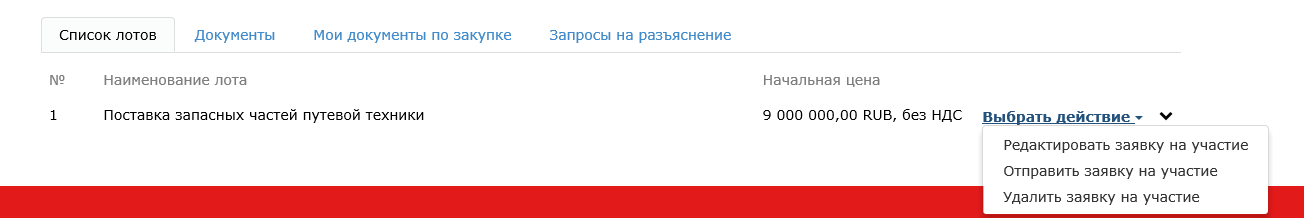 Список лотов Документы Мои документы по закупке Запросы на разъяснение
№ Наименование лота Начальная цена
1 Поставка запасных частей путевой техники 9 000 000,00 RUB, без НДС Выбрать действие
Редактировать заявку на участие
Отправить заявку на участие
Удалить заявку на участие